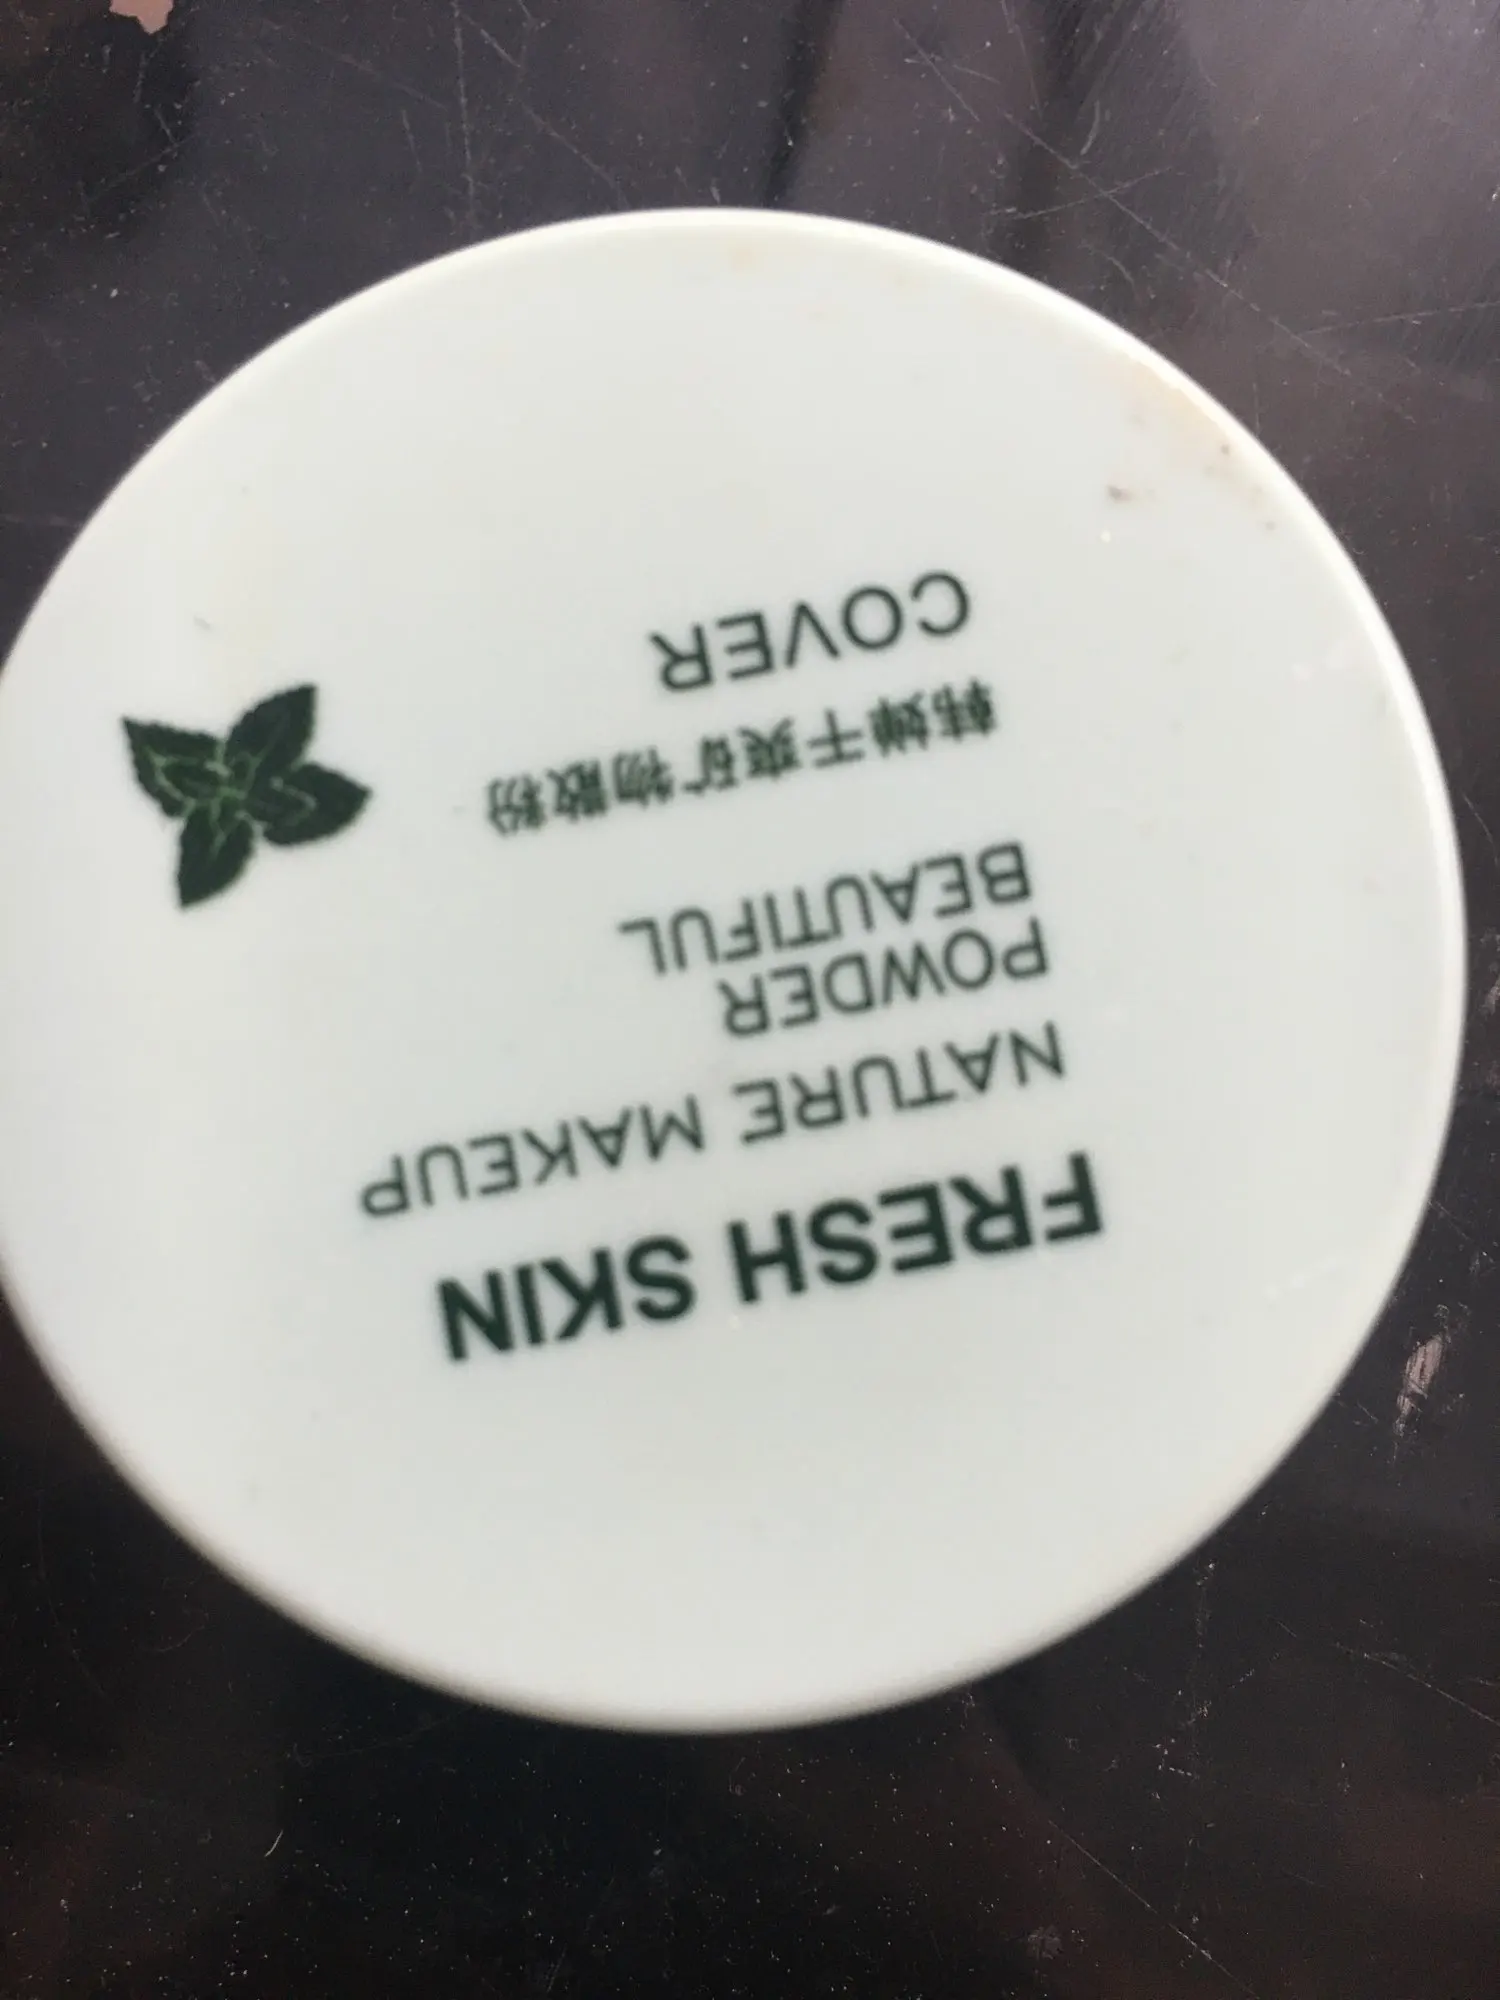 FRESH SKIN
NATURE MAKEUP
POWDER
BEAUTIFUL
韩婵干爽矿物散粉
COVER